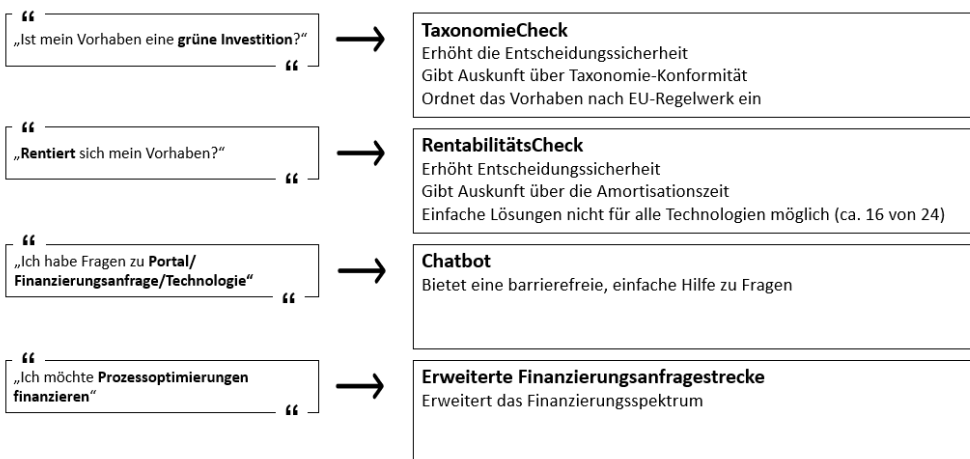 “
„Ist mein Vorhaben eine grüne Investition?“
“
TaxonomieCheck
Erhöht die Entscheidungssicherheit
Gibt Auskunft über Taxonomie-Konformität
Ordnet das Vorhaben nach EU-Regelwerk ein
“
„Rentiert sich mein Vorhaben?“
“
RentabilitätsCheck
Erhöht Entscheidungssicherheit
Gibt Auskunft über die Amortisationszeit
Einfache Lösungen nicht für alle Technologien möglich (ca. 16 von 24)
“
„Ich habe Fragen zu Portal/
Finanzierungsanfrage/Technologie“
“
Chatbot
Bietet eine barrierefreie, einfache Hilfe zu Fragen
“
„Ich möchte Prozessoptimierungen
finanzieren“
“
Erweiterte Finanzierungsanfragestrecke
Erweitert das Finanzierungsspektrum